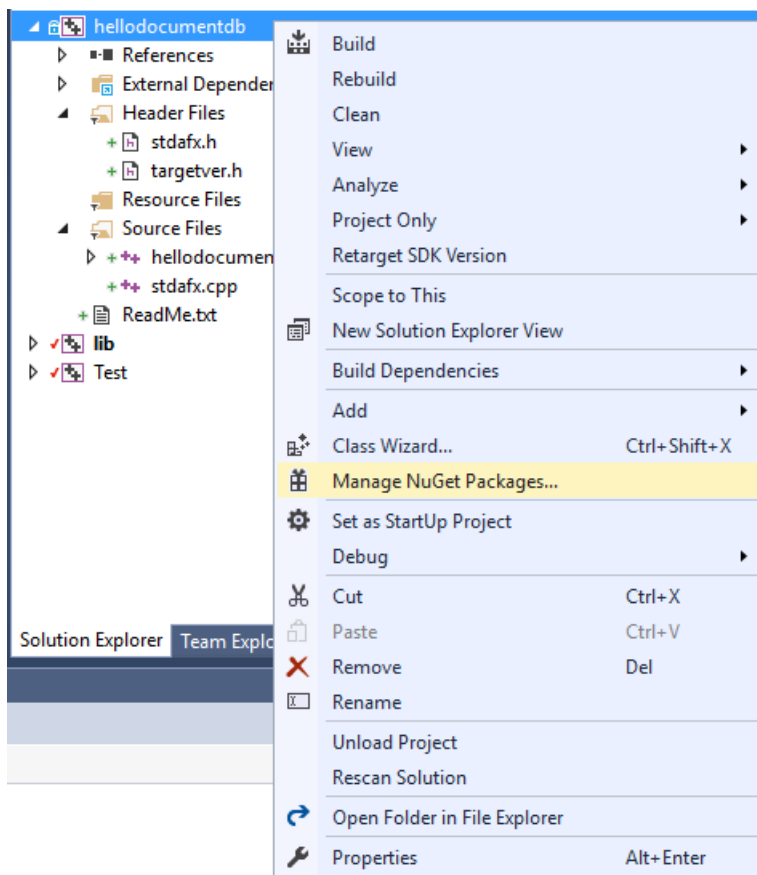 hellodocumentdb
References
External Depender
Header Files
stdafx.h
targetver.h
Resource Files
Source Files
hellodocumen
stdafx.cpp
ReadMe.txt
lib
Test
Solution Explorer
Team Explo
Build
Rebuild
Clean
View
Analyze
Project Only
Retarget SDK Version
Scope to This
New Solution Explorer View
Build Dependencies
Add
Class Wizard... Ctrl+Shift+X
Manage NuGet Packages...
Set as StartUp Project
Debug
Cut Ctrl+X
Paste Ctrl+V
Remove Del
Rename
Unload Project
Rescan Solution
Open Folder in File Explorer
Properties Alt+Enter